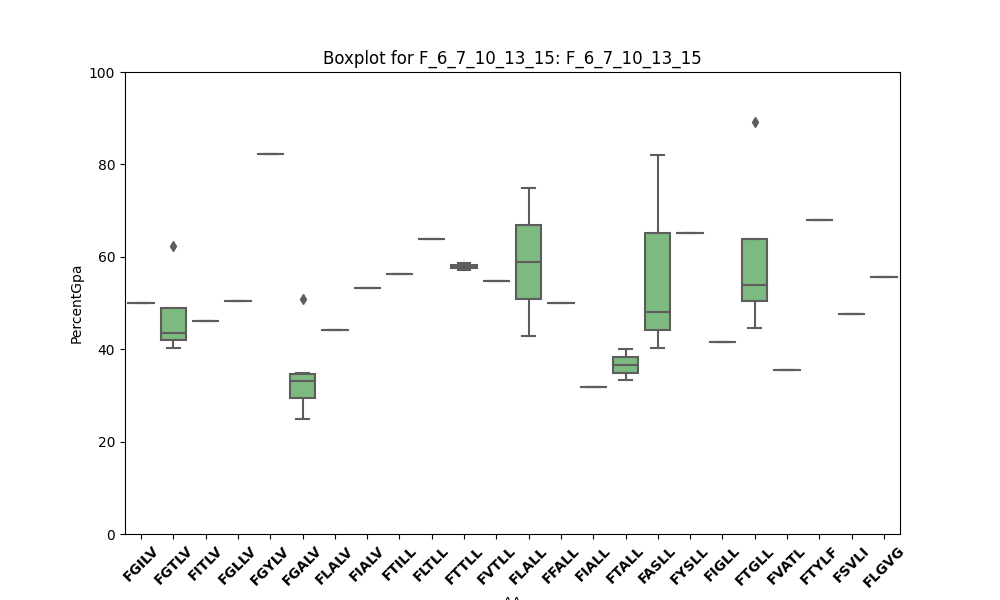 Boxplot for F_6_7_10_13_15: F_6_7_10_13_15
PercentGpa
100
80
60
40
20
0
FGILV
FGTLV
FITLV
FGLLV
FGYLV
FGALV
FLALV
FIALV
FTILL
FLTLL
FTTLL
FVTLL
FLALL
FFALL
FIALL
FTALL
FASLL
FYSLL
FIGLL
FTGLL
FVATL
FTYLF
FSVLI
FLGVG
AA